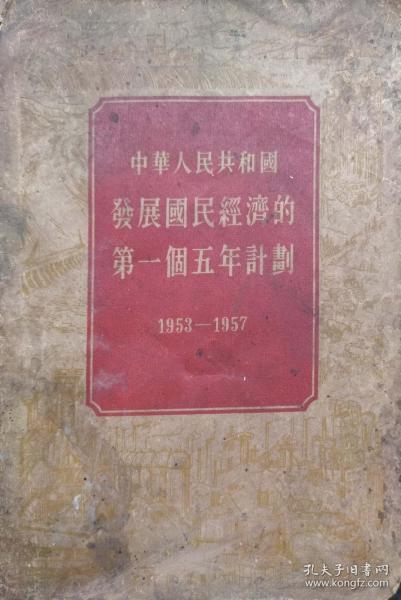 中華人民共和國
發展國民經濟的
第一個五年計劃
1953—1957
孔夫子旧书网
www.kongfz.com